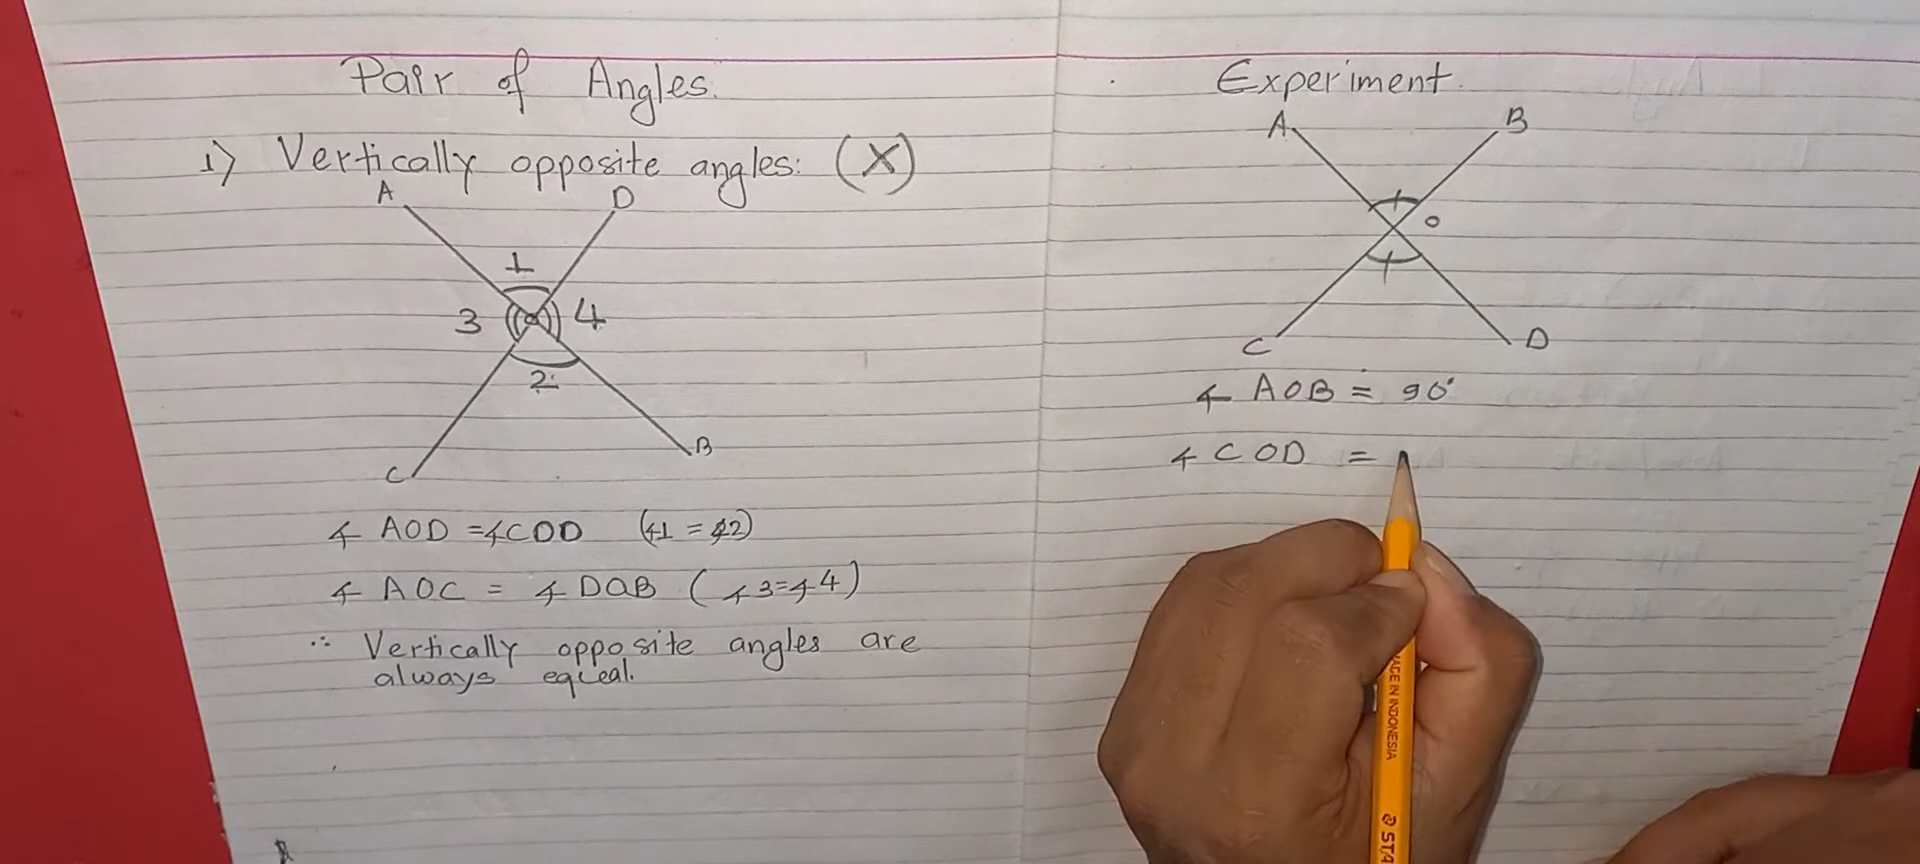 Pair of Angles.
1) Vertically opposite angles: (X)
A D
1
3 4
2
C B
∡ AOD = ∡COD (∡1 = ∡2)
∡ AOC = ∡ DOB (∡3=∡4)
∴ Vertically opposite angles are
always equal.
Experiment.
A B
O
C D
∡ AOB = 90°
∡ COD =
MADE IN INDONESIA